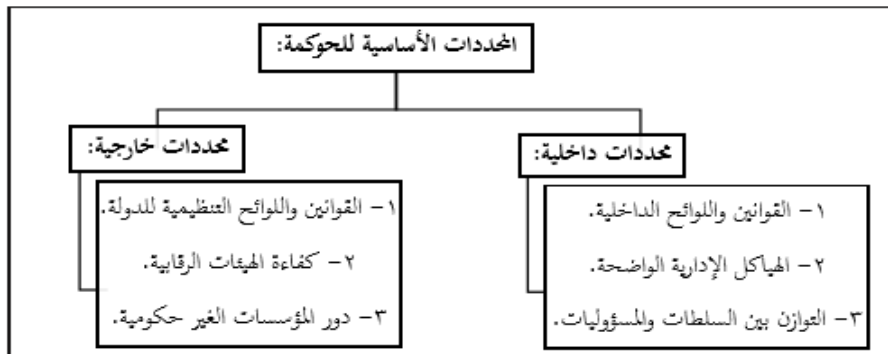 المحددات الأساسية للحوكمة:
محددات داخلية:
١- القوانين واللوائح الداخلية.
٢- الهياكل الإدارية الواضحة.
٣- التوازن بين السلطات والمسؤوليات.
محددات خارجية:
١- القوانين واللوائح التنظيمية للدولة.
٢- كفاءة الهيئات الرقابية.
٣- دور المؤسسات الغير حكومية.